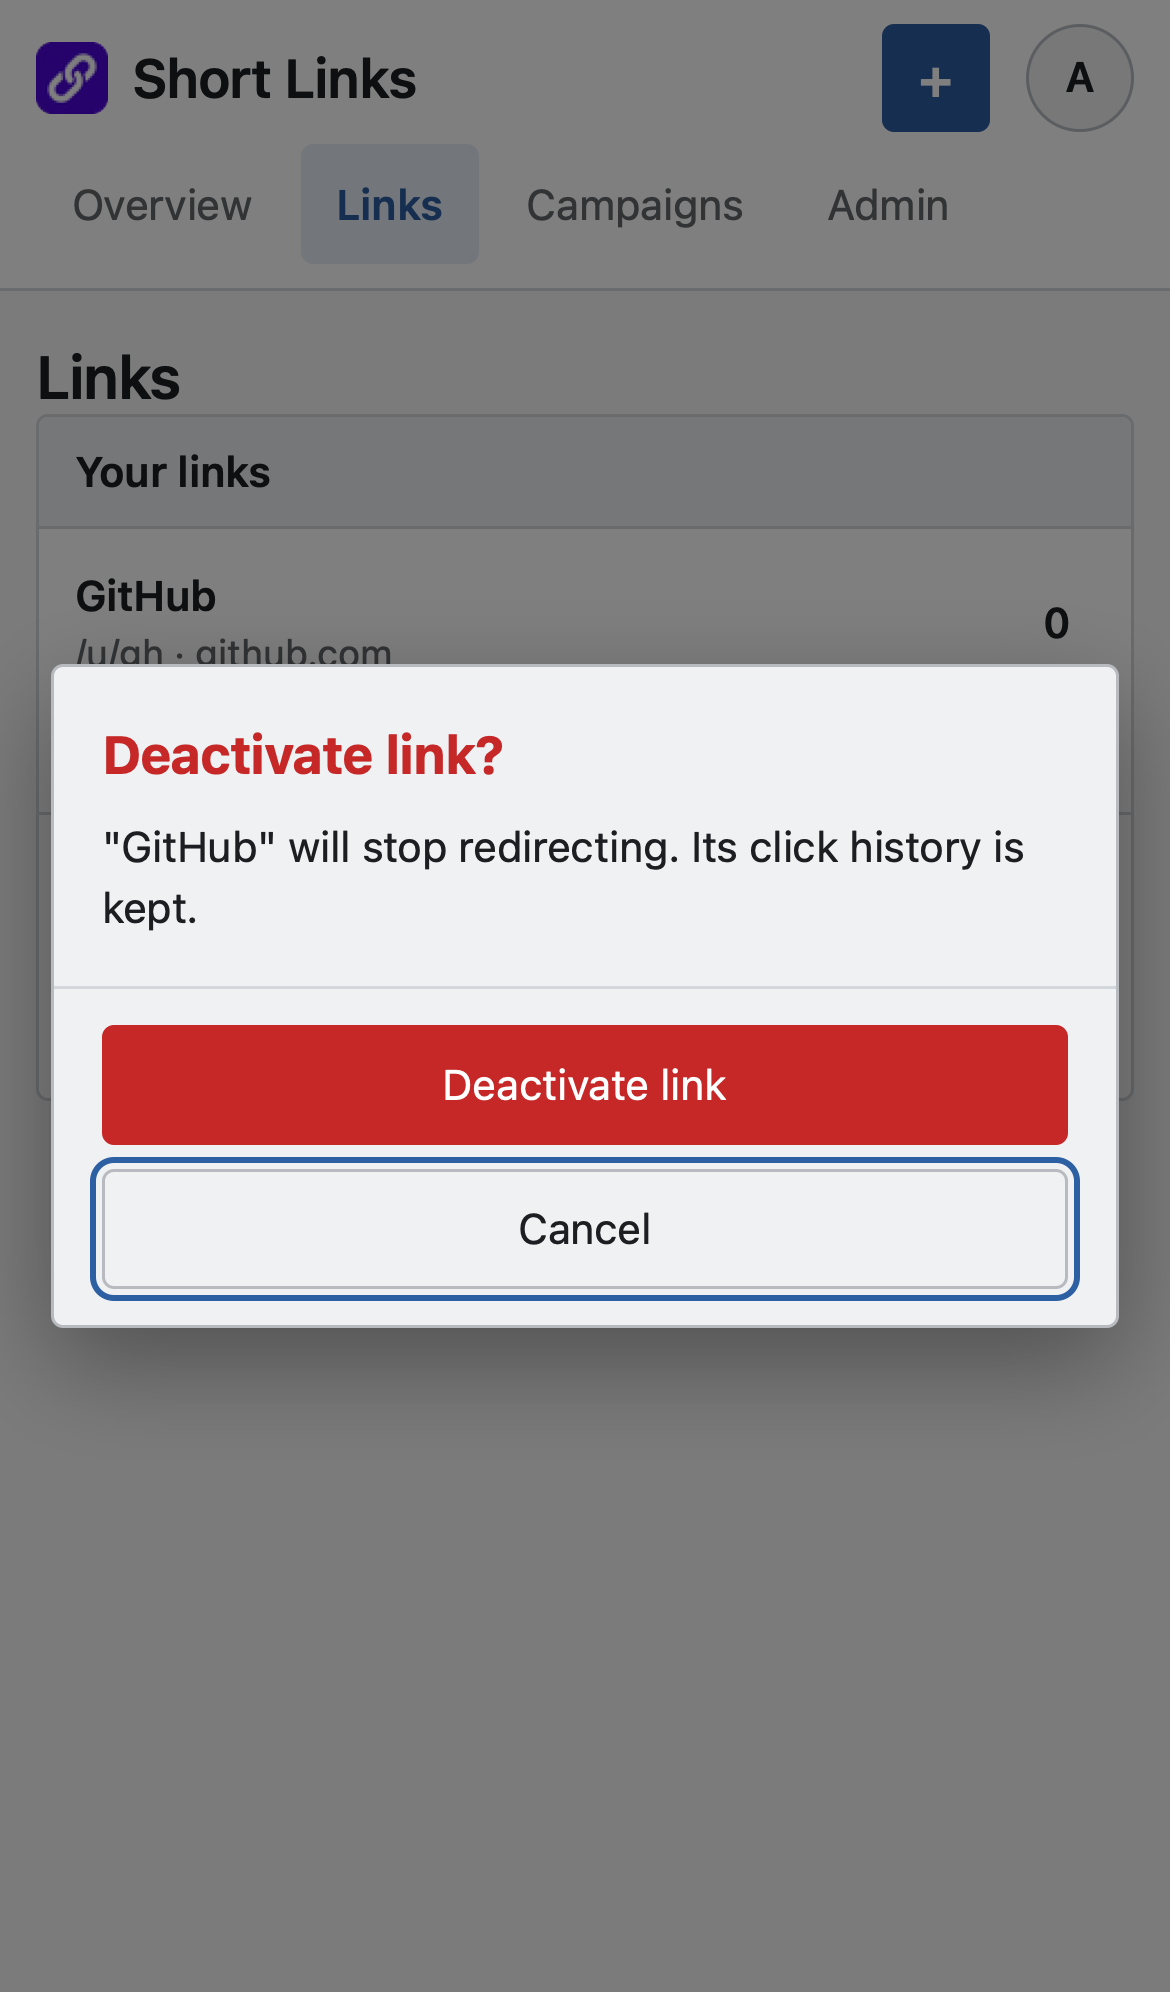 Short Links
+
A
Overview
Links
Campaigns
Admin
Links
Your links
GitHub
0
/u/gh · github.com
Deactivate link?
"GitHub" will stop redirecting. Its click history is
kept.
Deactivate link
Cancel